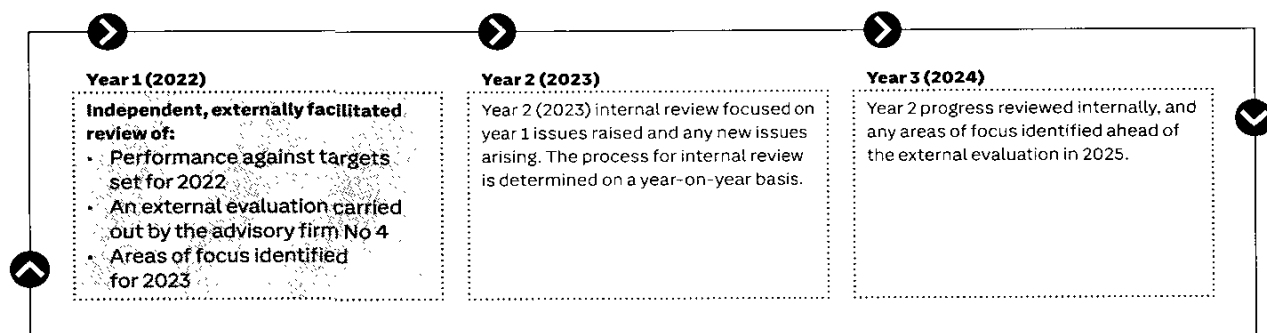 Year 1 (2022)
Independent, externally facilitated
review of:
• Performance against targets
set for 2022
• An external evaluation carried
out by the advisory firm No 4
• Areas of focus identified
for 2023
Year 2 (2023)
Year 2 (2023) internal review focused on
year 1 issues raised and any new issues
arising. The process for internal review
is determined on a year-on-year basis.
Year 3 (2024)
Year 2 progress reviewed internally, and
any areas of focus identified ahead of
the external evaluation in 2025.